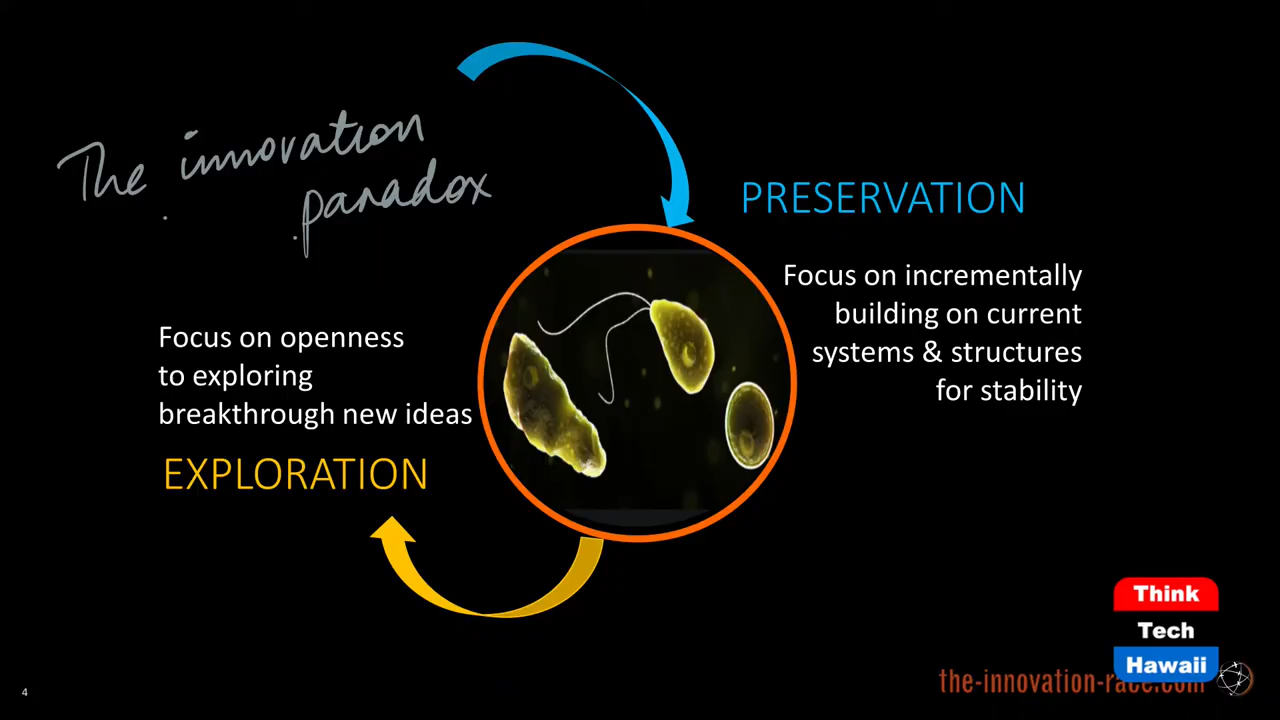 The innovation
paradox
PRESERVATION
Focus on incrementally
building on current
systems & structures
for stability
Focus on openness
to exploring
breakthrough new ideas
EXPLORATION
Think
Tech
Hawaii
the-innovation-race.com
4